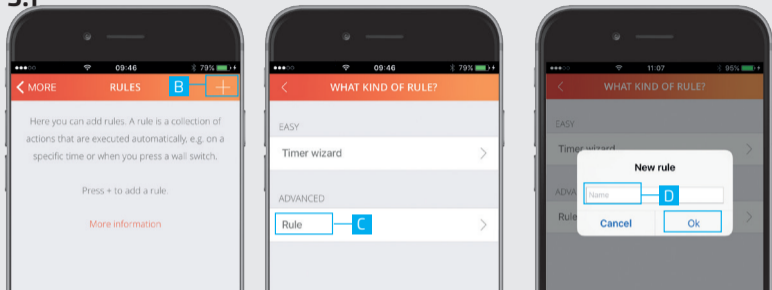 3.1
09:46
79%
MORE
RULES
B
Here you can add rules. A rule is a collection of
actions that are executed automatically, e.g. on a
specific time or when you press a wall switch.
Press + to add a rule.
More information
09:46
79%
WHAT KIND OF RULE?
EASY
Timer wizard
ADVANCED
Rule
C
11:07
95%
WHAT KIND OF RULE?
EASY
Timer wizard
New rule
ADVA
Name
D
Rule
Cancel
Ok